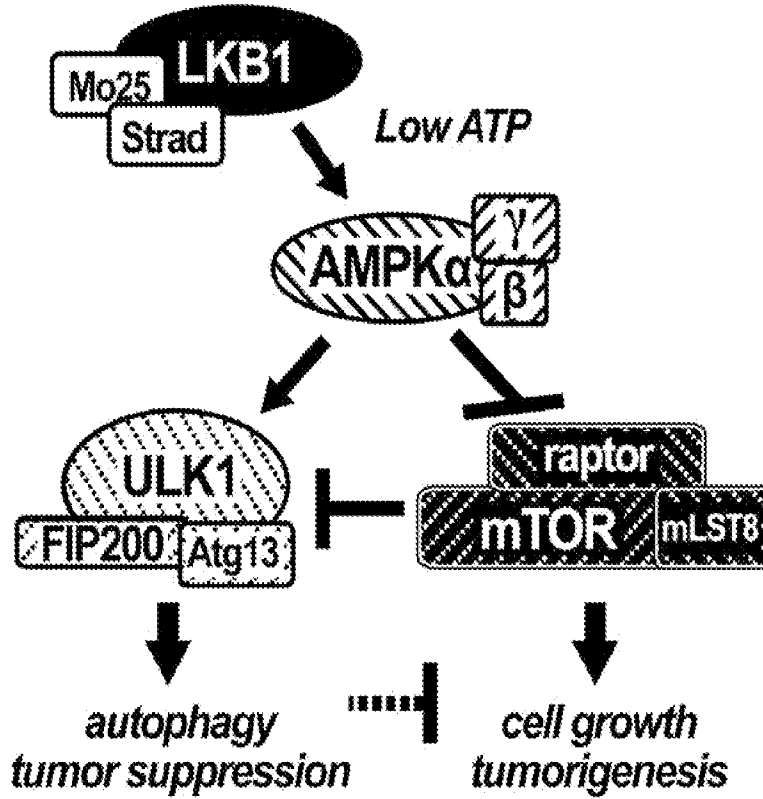 LKB1
Mo25
Strad
Low ATP
AMPKα
γ
β
ULK1
FIP200
Atg13
raptor
mTOR
mLST8
autophagy
tumor suppression
cell growth
tumorigenesis